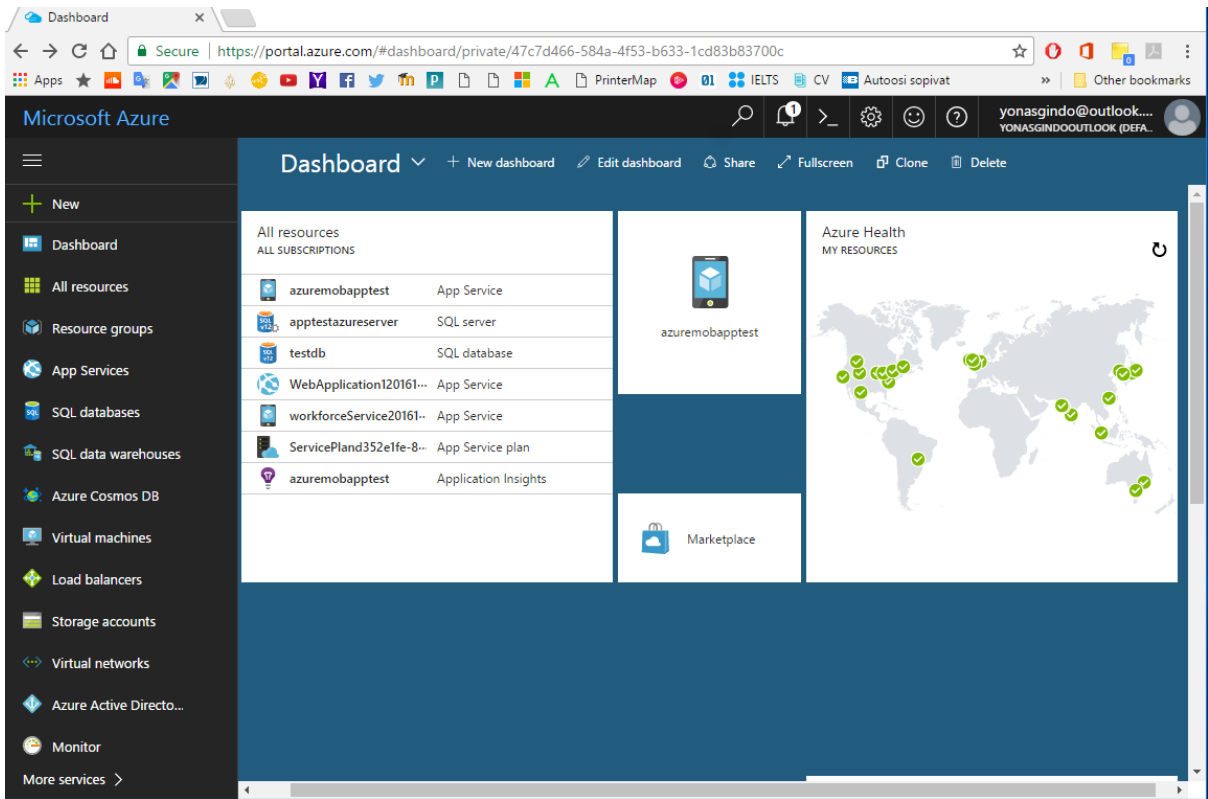 Dashboard
Secure | https://portal.azure.com/#dashboard/private/47c7d466-584a-4f53-b633-1cd83b83700c
Apps PrinterMap 01 IELTS CV Autoosi sopivat » Other bookmarks
Microsoft Azure
1
yonasgindo@outlook....
YONASGINDOOUTLOOK (DEFA...
Dashboard + New dashboard Edit dashboard Share Fullscreen Clone Delete
New
Dashboard
All resources
Resource groups
App Services
SQL databases
SQL data warehouses
Azure Cosmos DB
Virtual machines
Load balancers
Storage accounts
Virtual networks
Azure Active Directo...
Monitor
More services >
All resources
ALL SUBSCRIPTIONS
azuremobapptest App Service
apptestazureserver SQL server
testdb SQL database
WebApplication120161··· App Service
workforceService20161·· App Service
ServicePland352e1fe-8··· App Service plan
azuremobapptest Application Insights
azuremobapptest
Marketplace
Azure Health
MY RESOURCES